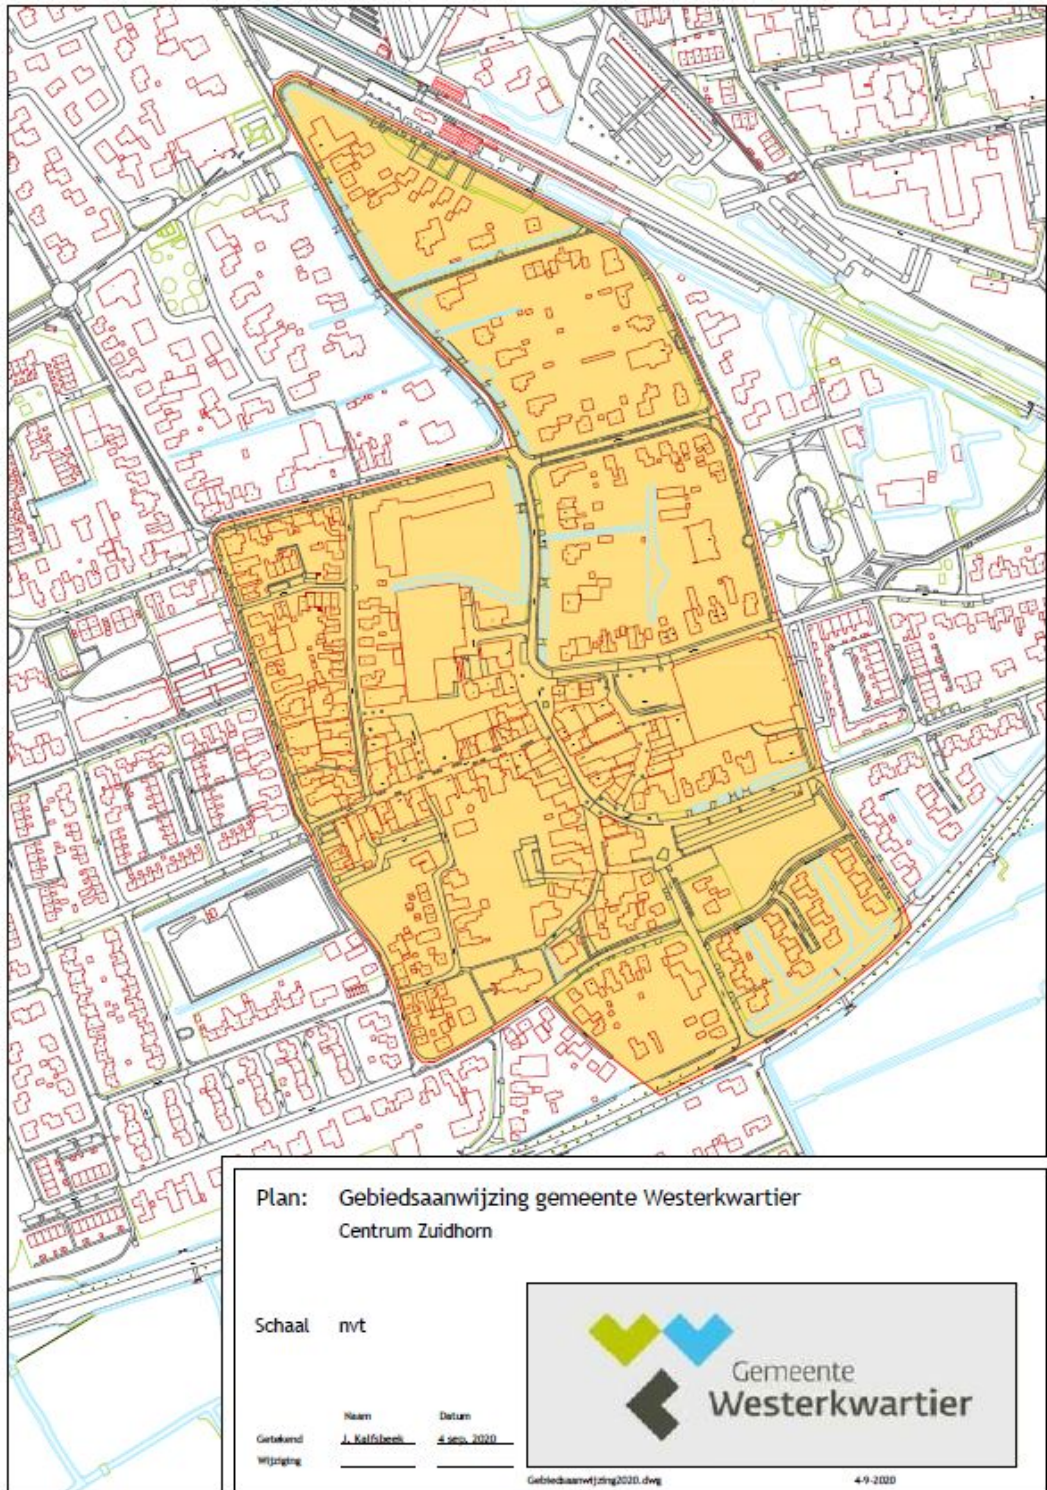 Plan: Gebiedsaanwijzing gemeente Westerkwartier
Centrum Zuidhorn
Schaal nvt
Gemeente
Westerkwartier
Naam Datum
Getekend J. Kalfsbeek 4 sep. 2020
Wijziging
Gebiedsaanwijzing2020.dwg 4-9-2020